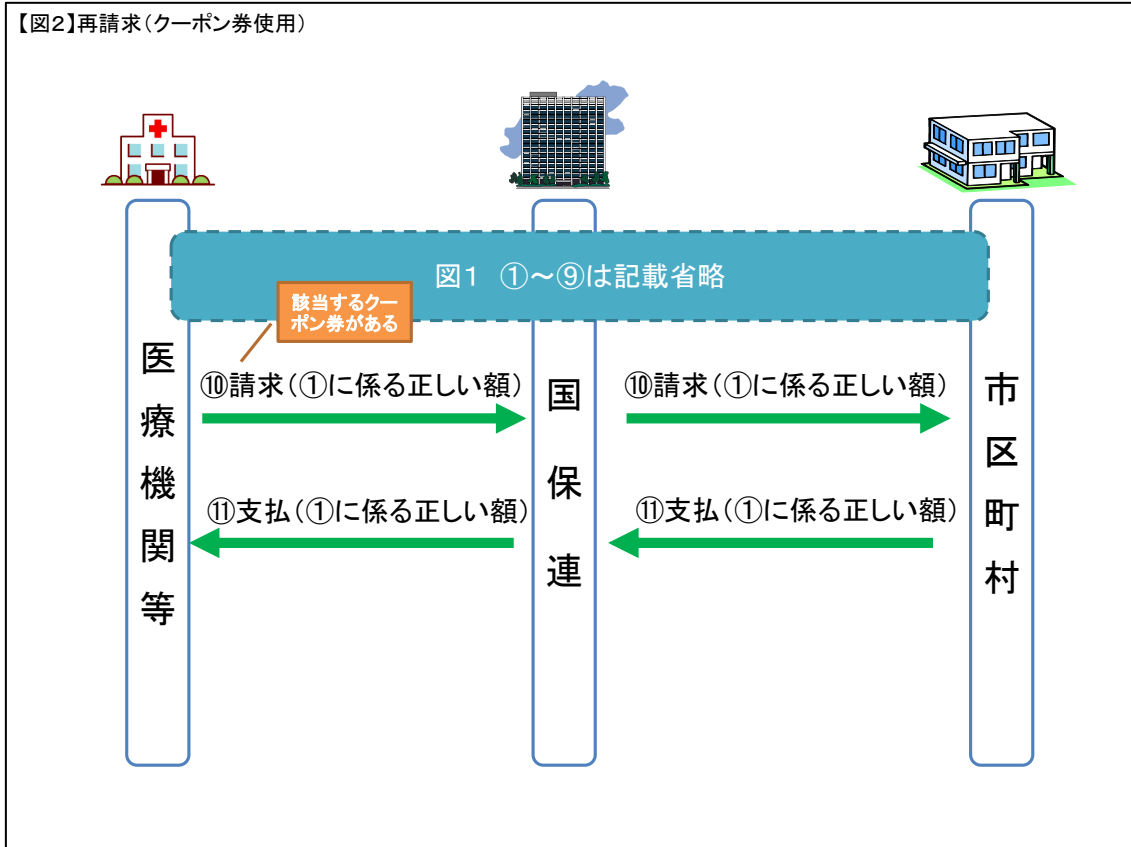 【図2】再請求(クーポン券使用)
図1 ①～⑨は記載省略
該当するクー
ポン券がある
⑩請求(①に係る正しい額)
⑩請求(①に係る正しい額)
⑪支払(①に係る正しい額)
⑪支払(①に係る正しい額)
医療機関等
国保連
市区町村